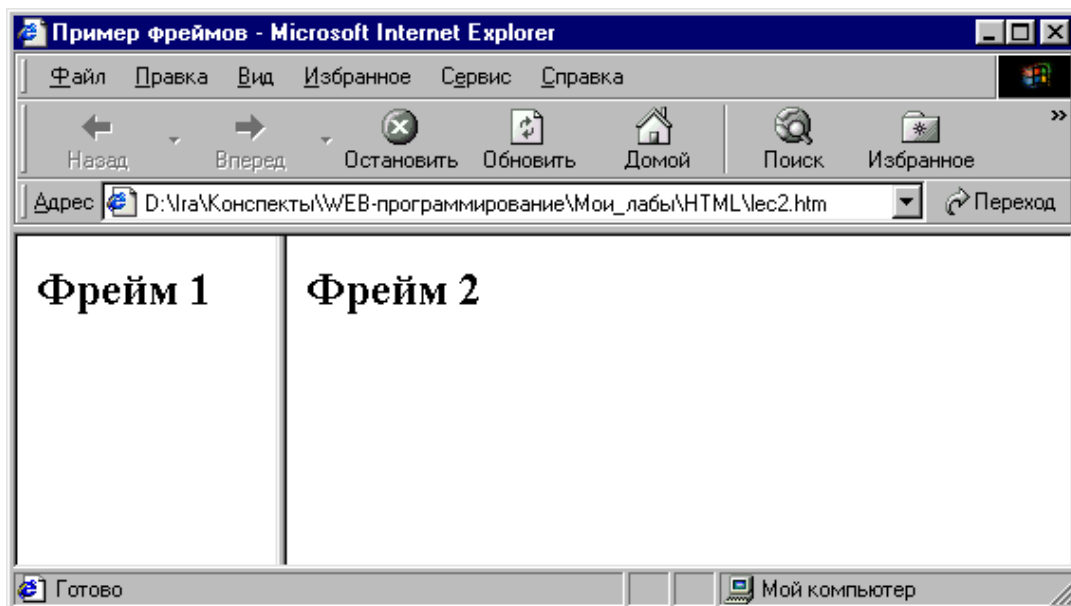 Пример фреймов - Microsoft Internet Explorer
Файл Правка Вид Избранное Сервис Справка
Назад Вперед Остановить Обновить Домой Поиск Избранное »
Адрес D:\Ira\Конспекты\WEB-программирование\Мои_лабы\HTML\lec2.htm Переход
Фрейм 1 Фрейм 2
Готово Мой компьютер